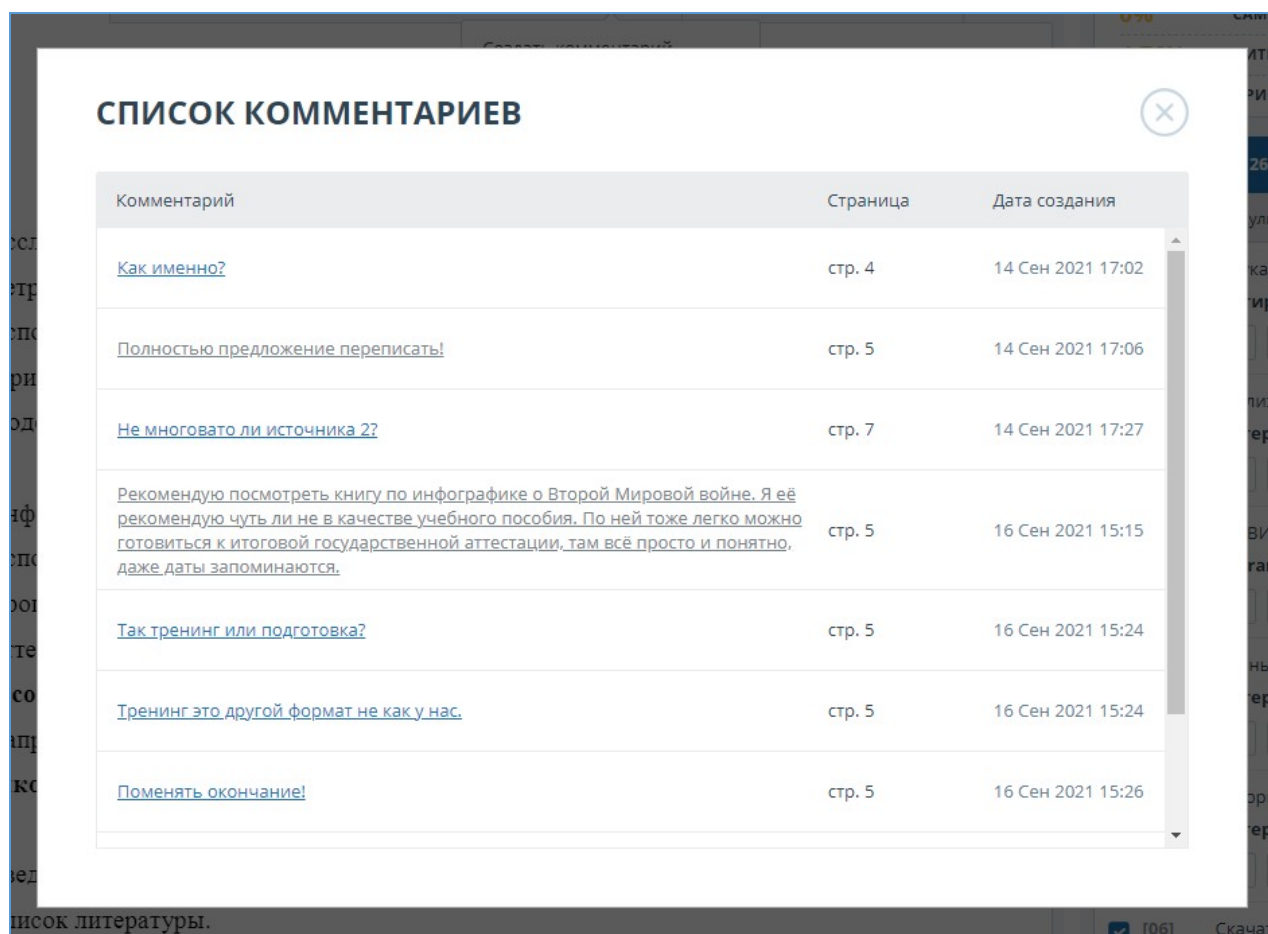 СПИСОК КОММЕНТАРИЕВ
Комментарий Страница Дата создания
Как именно? стр. 4 14 Сен 2021 17:02
Полностью предложение переписать! стр. 5 14 Сен 2021 17:06
Не многовато ли источника 2? стр. 7 14 Сен 2021 17:27
Рекомендую посмотреть книгу по инфографике о Второй Мировой войне. Я её
рекомендую чуть ли не в качестве учебного пособия. По ней тоже легко можно
готовиться к итоговой государственной аттестации, там всё просто и понятно,
даже даты запоминаются.
стр. 5 16 Сен 2021 15:15
Так тренинг или подготовка? стр. 5 16 Сен 2021 15:24
Тренинг это другой формат не как у нас. стр. 5 16 Сен 2021 15:24
Поменять окончание! стр. 5 16 Сен 2021 15:26
литературы.
[06]